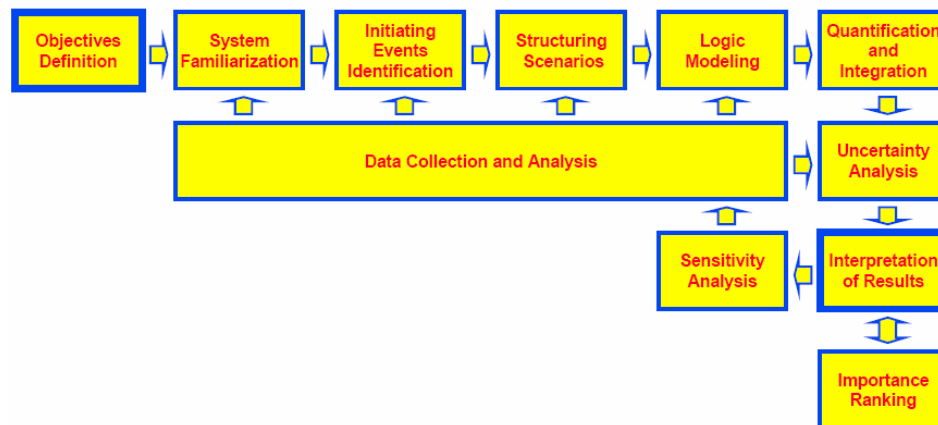 Objectives
Definition
System
Familiarization
Initiating
Events
Identification
Structuring
Scenarios
Logic
Modeling
Quantification
and
Integration
Data Collection and Analysis
Uncertainty
Analysis
Sensitivity
Analysis
Interpretation
of Results
Importance
Ranking